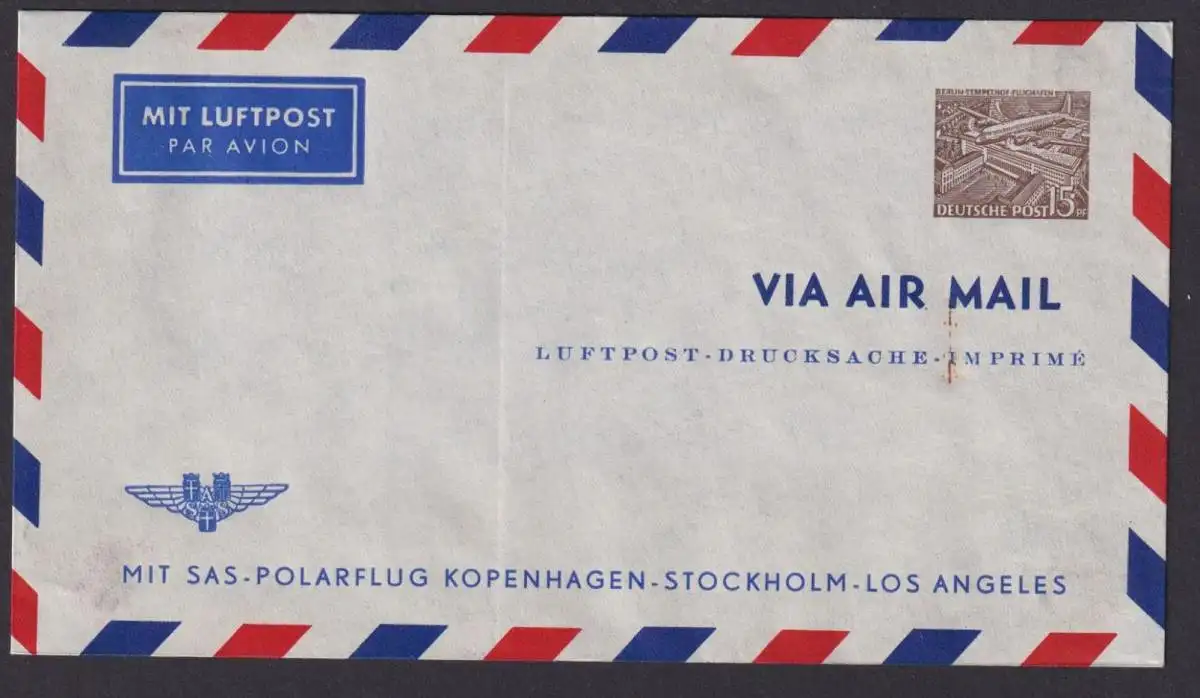 MIT LUFTPOST
PAR AVION
BERLIN-TEMPELHOF-FLUGHAFEN
DEUTSCHE POST 15 PF
VIA AIR MAIL
LUFTPOST-DRUCKSACHE-IMPRIMÉ
SAS
MIT SAS-POLARFLUG KOPENHAGEN-STOCKHOLM-LOS ANGELES